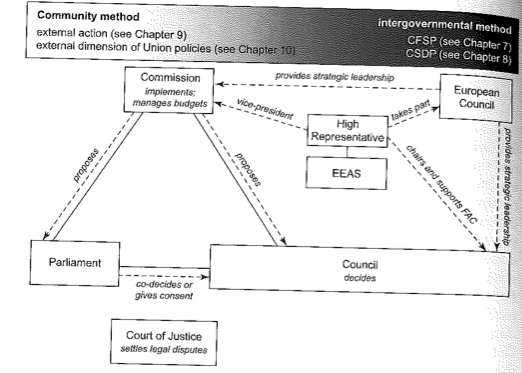 Community method
external action (see Chapter 9)
external dimension of Union policies (see Chapter 10)
intergovernmental method
CFSP (see Chapter 7)
CSDP (see Chapter 8)
Commission
implements;
manages budgets
provides strategic leadership
European
Council
vice-president
takes part
High
Representative
EEAS
proposes
proposes
chairs and supports FAC
provides strategic leadership
Parliament
Council
decides
co-decides or
gives consent
Court of Justice
settles legal disputes